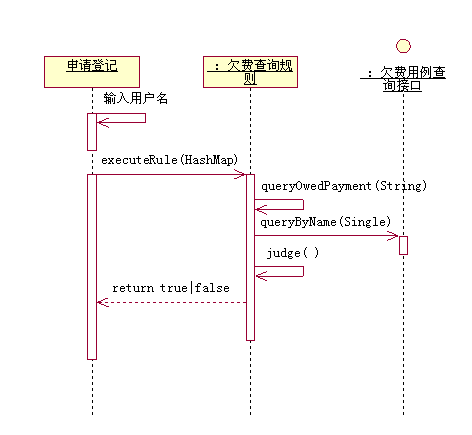 申请登记
: 欠费查询规
则
: 欠费用例查
询接口
输入用户名
executeRule(HashMap)
queryOwedPayment(String)
queryByName(Single)
judge( )
return true|false